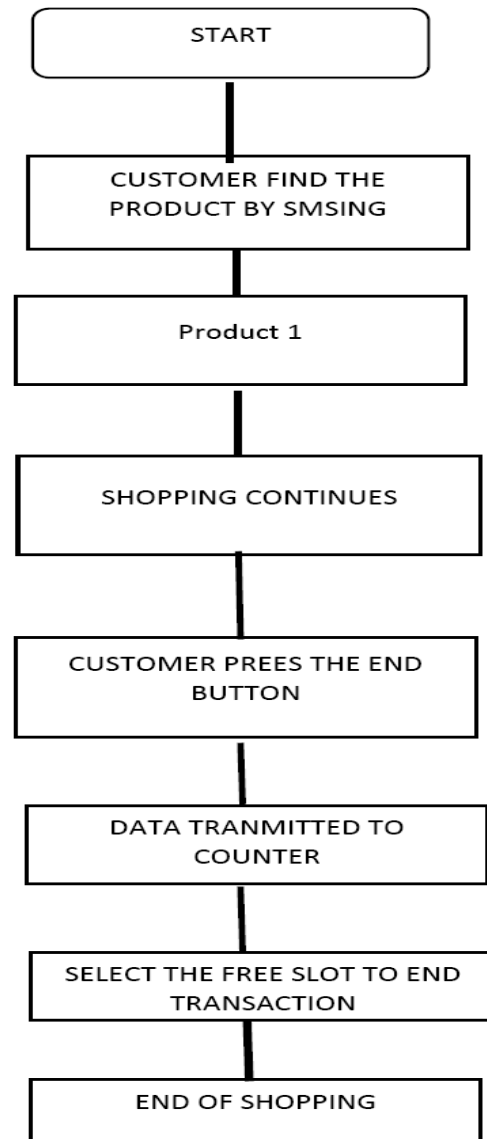 START
CUSTOMER FIND THE
PRODUCT BY SMSING
Product 1
SHOPPING CONTINUES
CUSTOMER PREES THE END
BUTTON
DATA TRANMITTED TO
COUNTER
SELECT THE FREE SLOT TO END
TRANSACTION
END OF SHOPPING